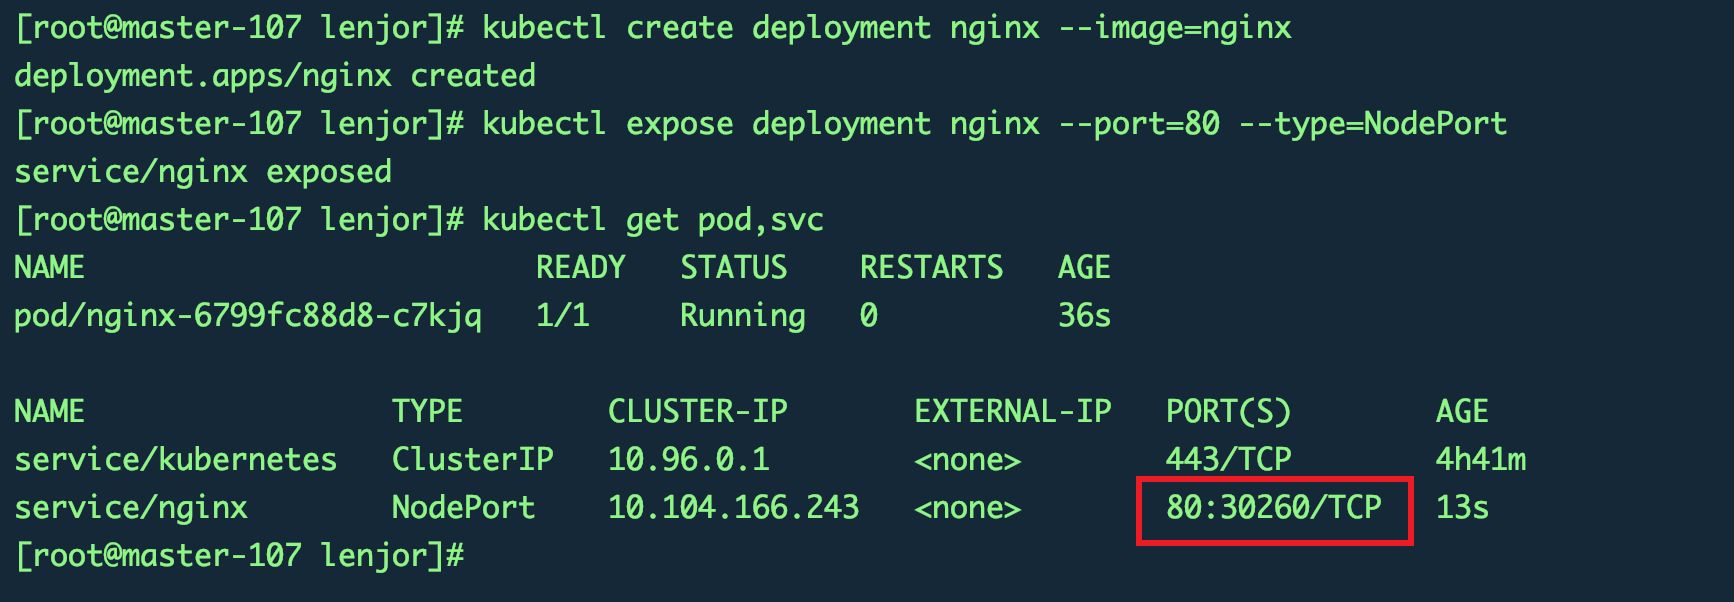 [root@master-107 lenjor]# kubectl create deployment nginx --image=nginx
deployment.apps/nginx created
[root@master-107 lenjor]# kubectl expose deployment nginx --port=80 --type=NodePort
service/nginx exposed
[root@master-107 lenjor]# kubectl get pod,svc
NAME                         READY   STATUS    RESTARTS   AGE
pod/nginx-6799fc88d8-c7kjq   1/1     Running   0          36s

NAME                 TYPE        CLUSTER-IP       EXTERNAL-IP   PORT(S)        AGE
service/kubernetes   ClusterIP   10.96.0.1        <none>        443/TCP        4h41m
service/nginx        NodePort    10.104.166.243   <none>        80:30260/TCP   13s
[root@master-107 lenjor]#